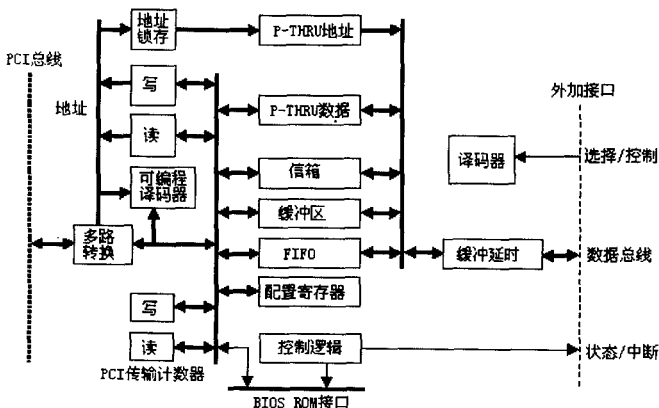 地址
锁存
P-THRU地址
PCI总线
写
外加接口
地址
P-THRU数据
读
译码器
选择/控制
信箱
可编程
译码器
缓冲区
多路
转换
FIFO
缓冲延时
数据总线
配置寄存器
写
读
控制逻辑
状态/中断
PCI传输计数器
BIOS ROM接口